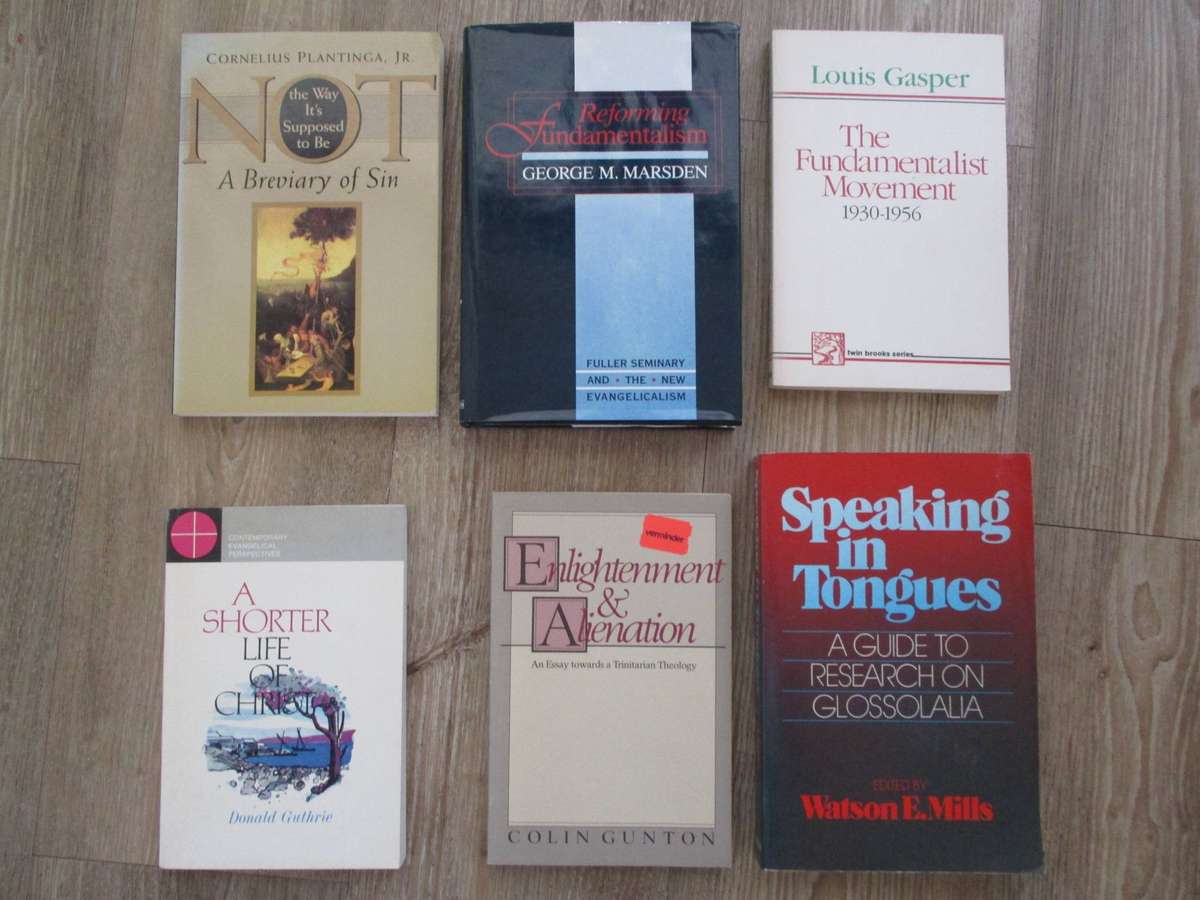 CORNELIUS PLANTINGA, JR.
NOT
the Way
It's
Supposed
to Be
A Breviary of Sin
Reforming
Fundamentalism
GEORGE M. MARSDEN
FULLER SEMINARY
AND • THE • NEW
EVANGELICALISM
Louis Gasper
The
Fundamentalist
Movement
1930-1956
twin brooks series
CONTEMPORARY
EVANGELICAL
PERSPECTIVES
A
SHORTER
LIFE
OF
CHRIST
Donald Guthrie
verminder
Enlightenment
&
Alienation
An Essay towards a Trinitarian Theology
COLIN GUNTON
Speaking
in
Tongues
A GUIDE TO
RESEARCH ON
GLOSSOLALIA
EDITED BY
Watson E. Mills